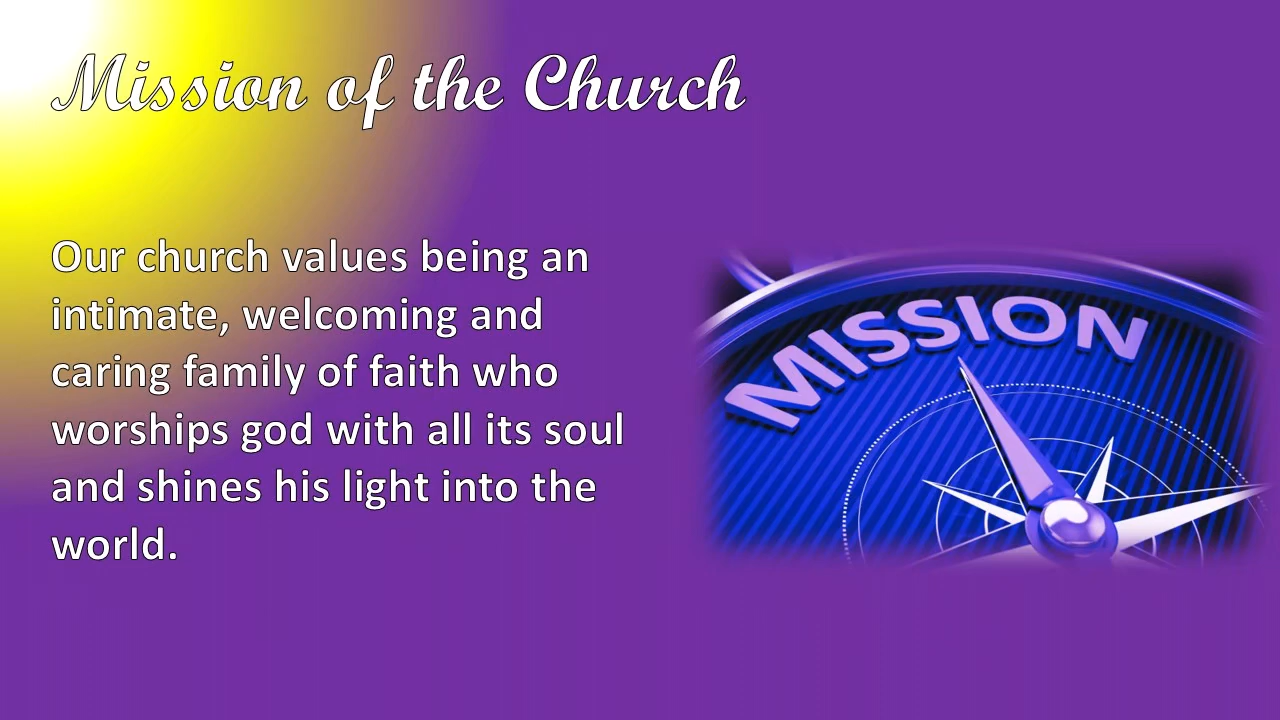 Mission of the Church
Our church values being an
intimate, welcoming and
caring family of faith who
worships god with all its soul
and shines his light into the
world.
MISSION